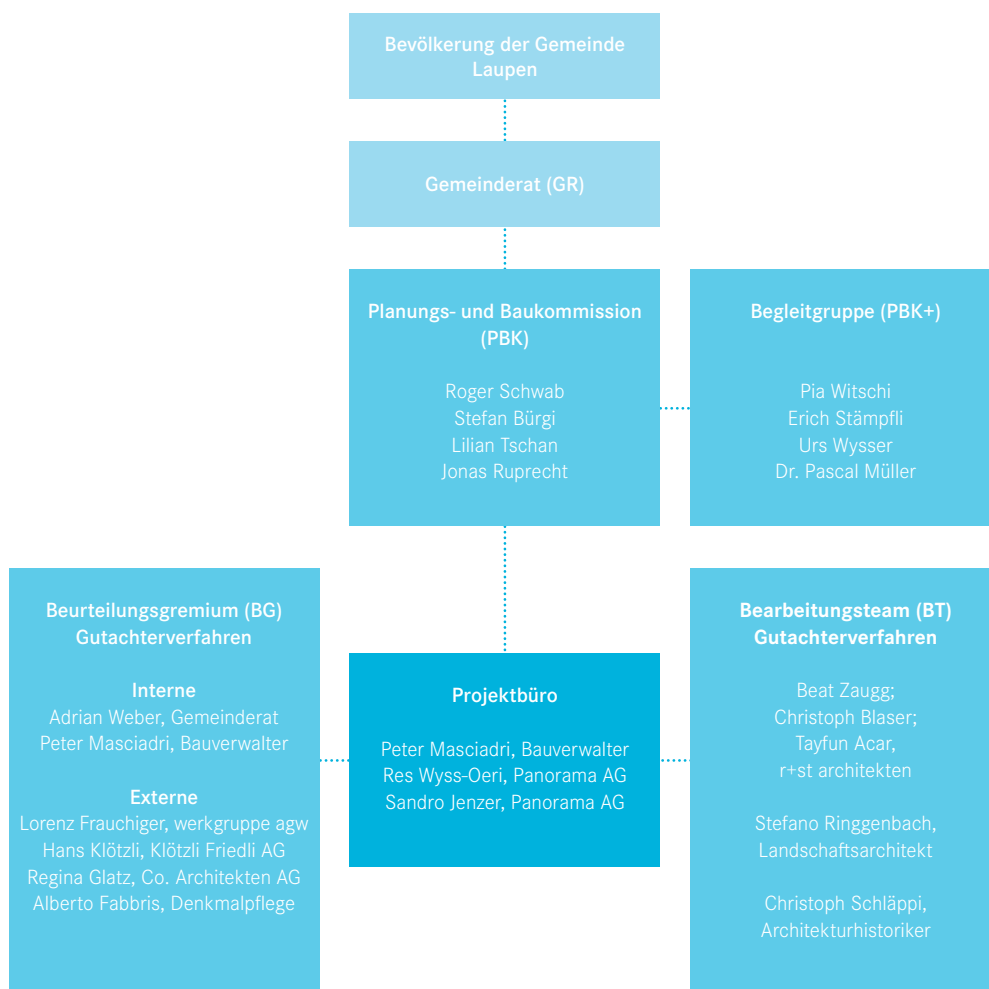 Bevölkerung der Gemeinde
Laupen
Gemeinderat (GR)
Planungs- und Baukommission
(PBK)
Roger Schwab
Stefan Bürgi
Lilian Tschan
Jonas Ruprecht
Begleitgruppe (PBK+)
Pia Witschi
Erich Stämpfli
Urs Wysser
Dr. Pascal Müller
Beurteilungsgremium (BG)
Gutachterverfahren
Interne
Adrian Weber, Gemeinderat
Peter Masciadri, Bauverwalter
Externe
Lorenz Frauchiger, werkgruppe agw
Hans Klötzli, Klötzli Friedli AG
Regina Glatz, Co. Architekten AG
Alberto Fabbris, Denkmalpflege
Projektbüro
Peter Masciadri, Bauverwalter
Res Wyss-Oeri, Panorama AG
Sandro Jenzer, Panorama AG
Bearbeitungsteam (BT)
Gutachterverfahren
Beat Zaugg;
Christoph Blaser;
Tayfun Acar,
r+st architekten
Stefano Ringgenbach,
Landschaftsarchitekt
Christoph Schläppi,
Architekturhistoriker